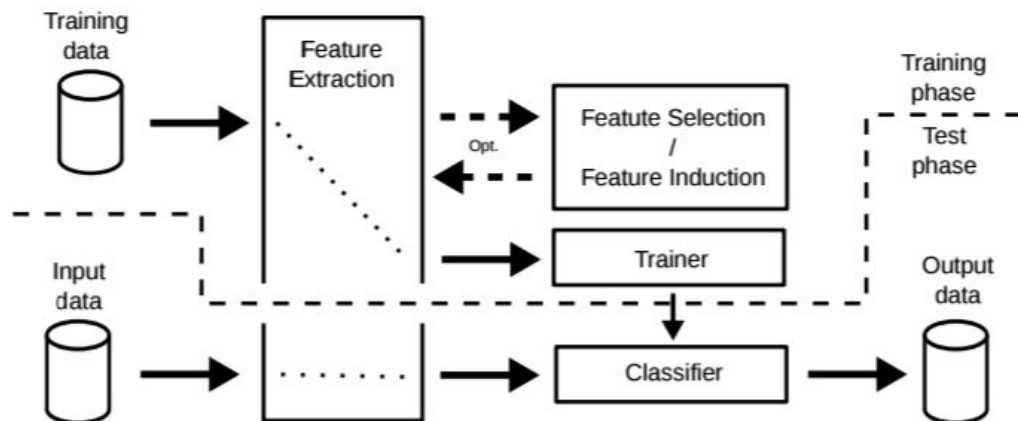 Training
data
Feature
Extraction
Opt.
Featute Selection
/
Feature Induction
Training
phase
Test
phase
Trainer
Input
data
Classifier
Output
data